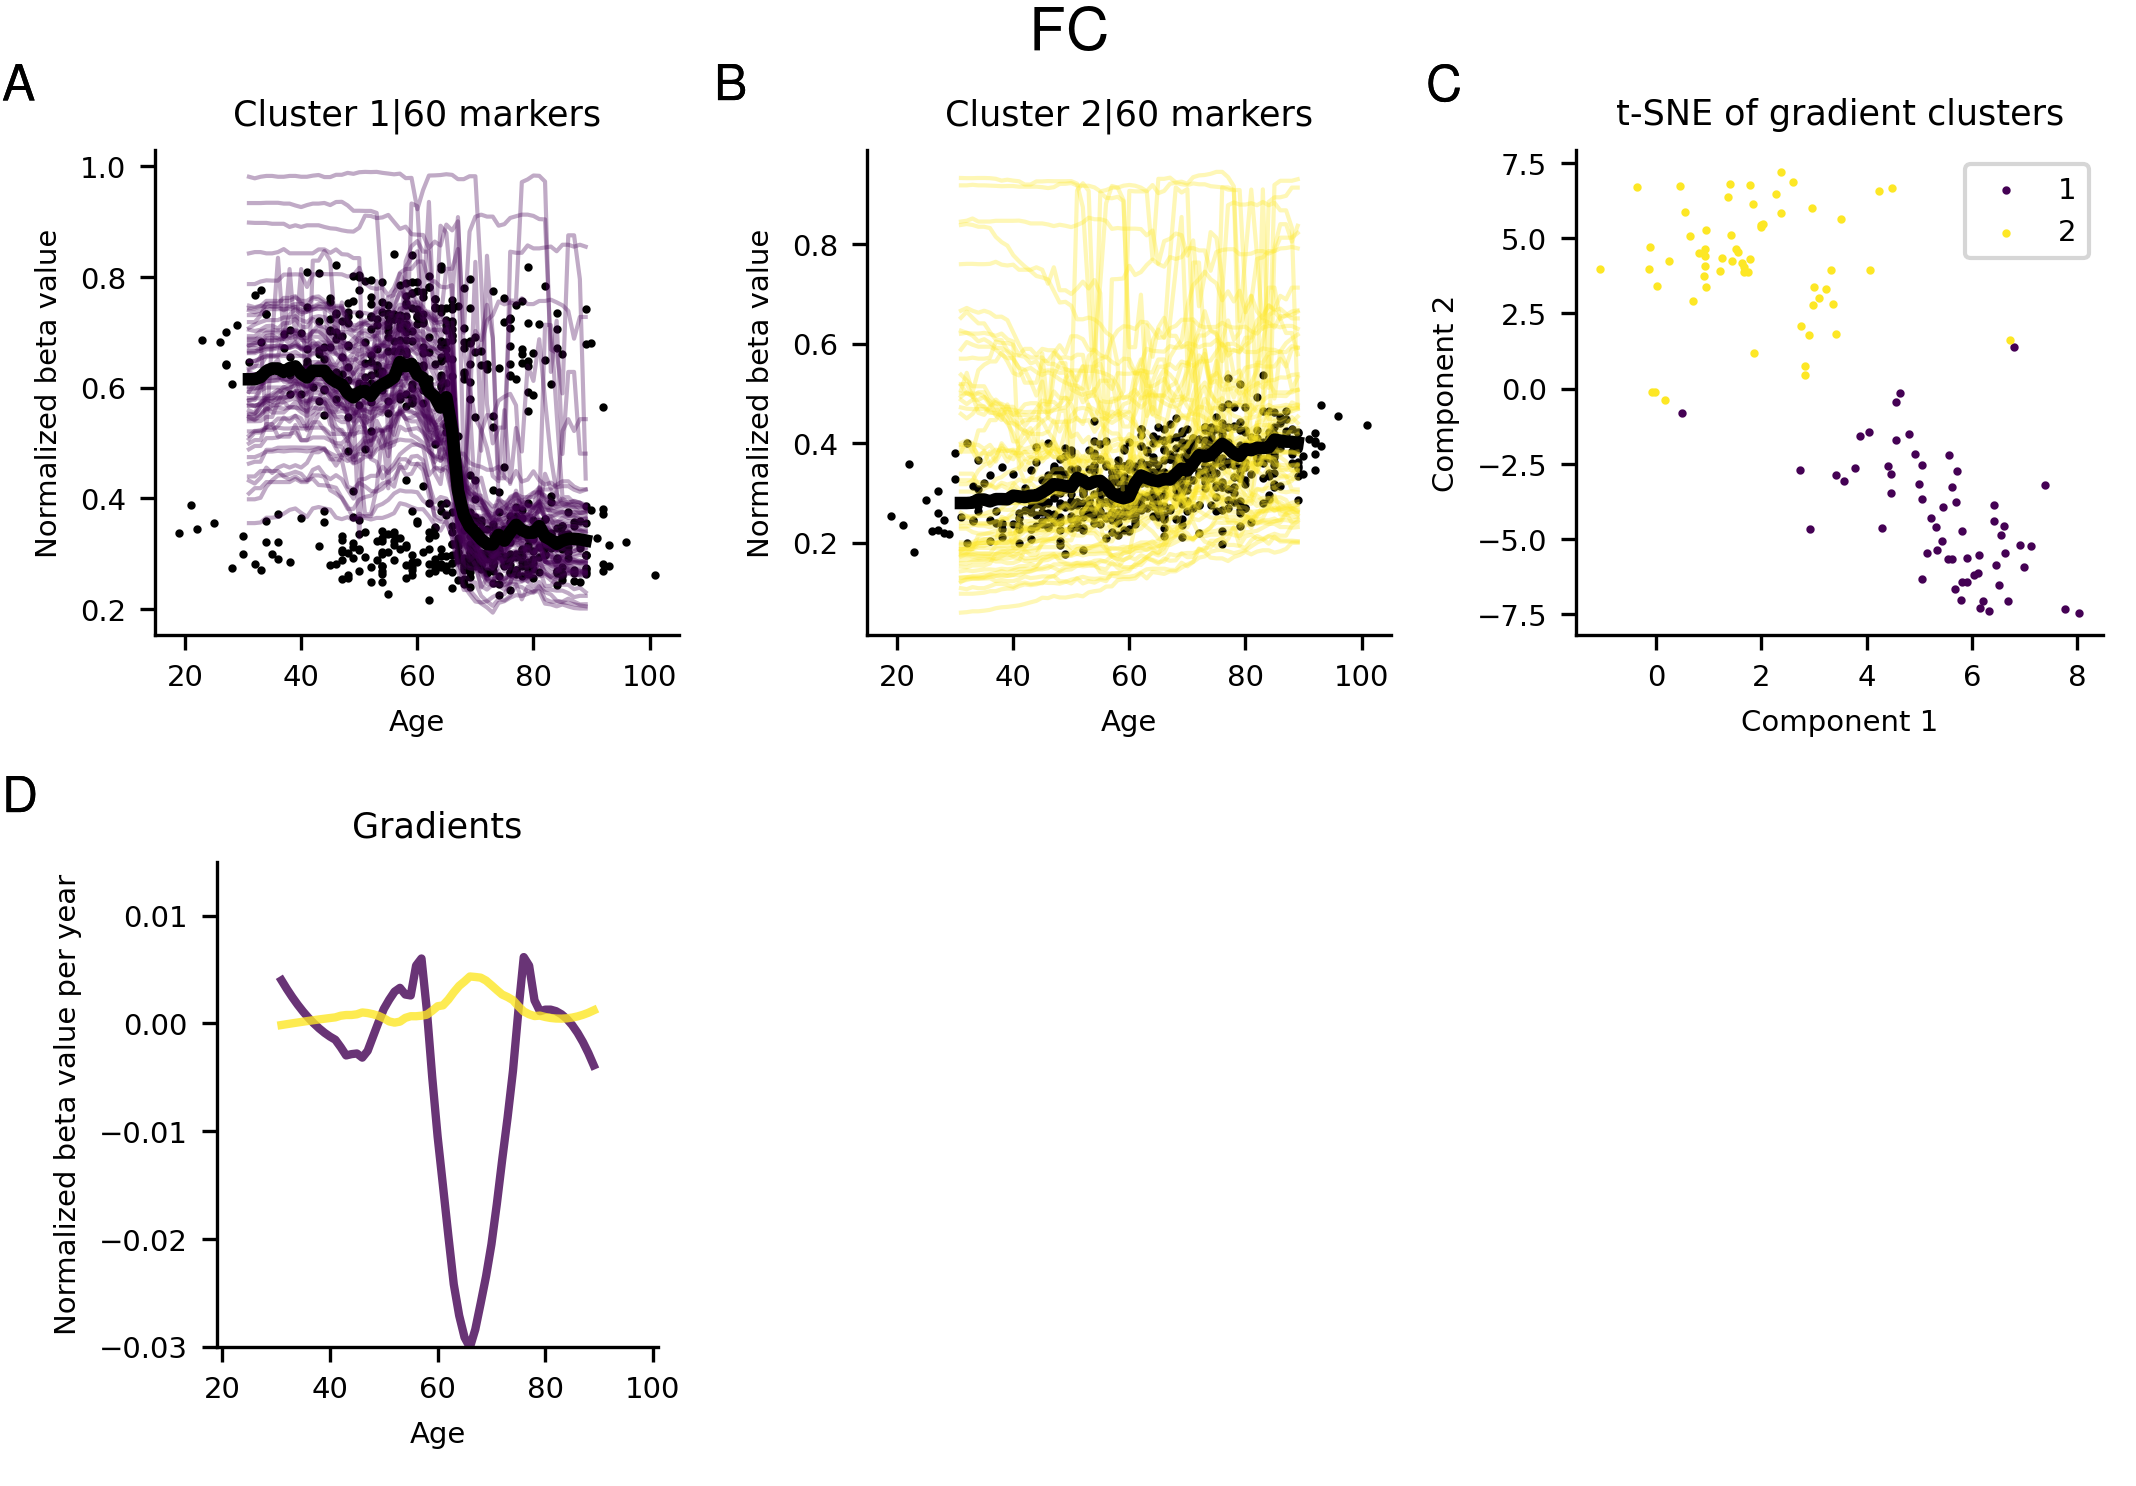 FC
A
Cluster 1|60 markers
Normalized beta value
1.0
0.8
0.6
0.4
0.2
20 40 60 80 100
Age
B
Cluster 2|60 markers
Normalized beta value
0.8
0.6
0.4
0.2
20 40 60 80 100
Age
C
t-SNE of gradient clusters
1
2
Component 2
7.5
5.0
2.5
0.0
−2.5
−5.0
−7.5
0 2 4 6 8
Component 1
D
Gradients
Normalized beta value per year
0.01
0.00
−0.01
−0.02
−0.03
20 40 60 80 100
Age